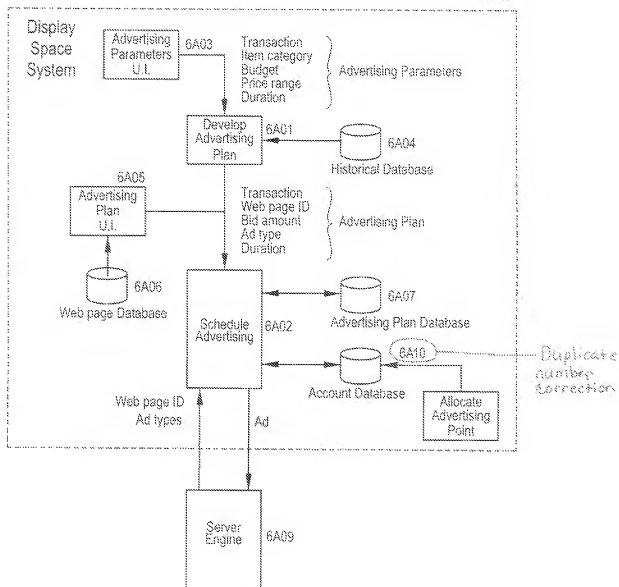 Display
Space
System
Advertising
Parameters
U.I.
6A03
Transaction
Item category
Budget
Price range
Duration
Advertising Parameters
Develop
Advertising
Plan
6A01
6A04
Historical Database
6A05
Advertising
Plan
U.I.
Transaction
Web page ID
Bid amount
Ad type
Duration
Advertising Plan
6A06
Web page Database
Schedule
Advertising
6A02
6A07
Advertising Plan Database
6A10
Duplicate
number
correction
Account Database
Allocate
Advertising
Point
Web page ID
Ad types
Ad
Server
Engine
6A09